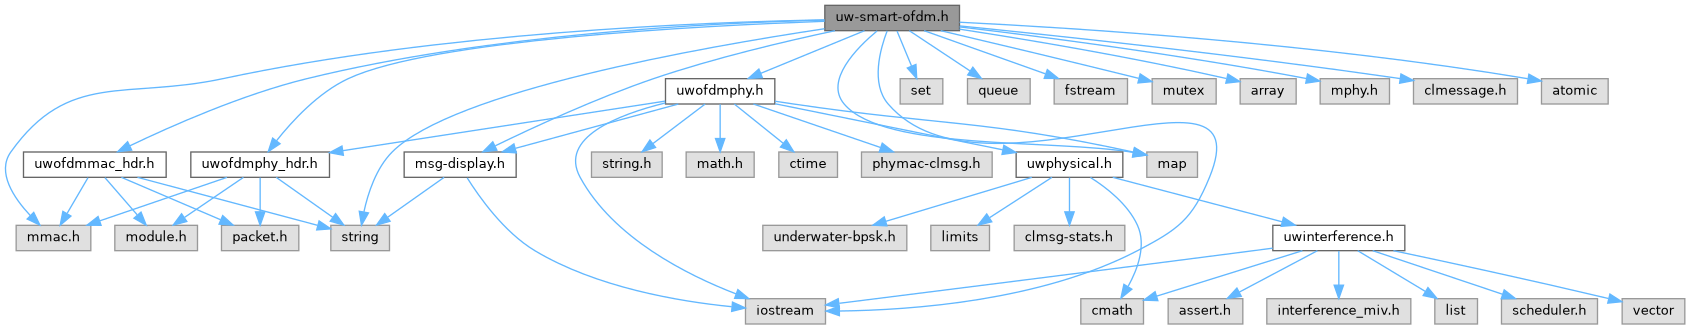 uw-smart-ofdm.h
uwofdmphy.h
set
queue
fstream
mutex
array
mphy.h
clmessage.h
atomic
uwofdmmac_hdr.h
uwofdmphy_hdr.h
msg-display.h
string.h
math.h
ctime
phymac-clmsg.h
uwphysical.h
map
mmac.h
module.h
packet.h
string
underwater-bpsk.h
limits
clmsg-stats.h
uwinterference.h
iostream
cmath
assert.h
interference_miv.h
list
scheduler.h
vector